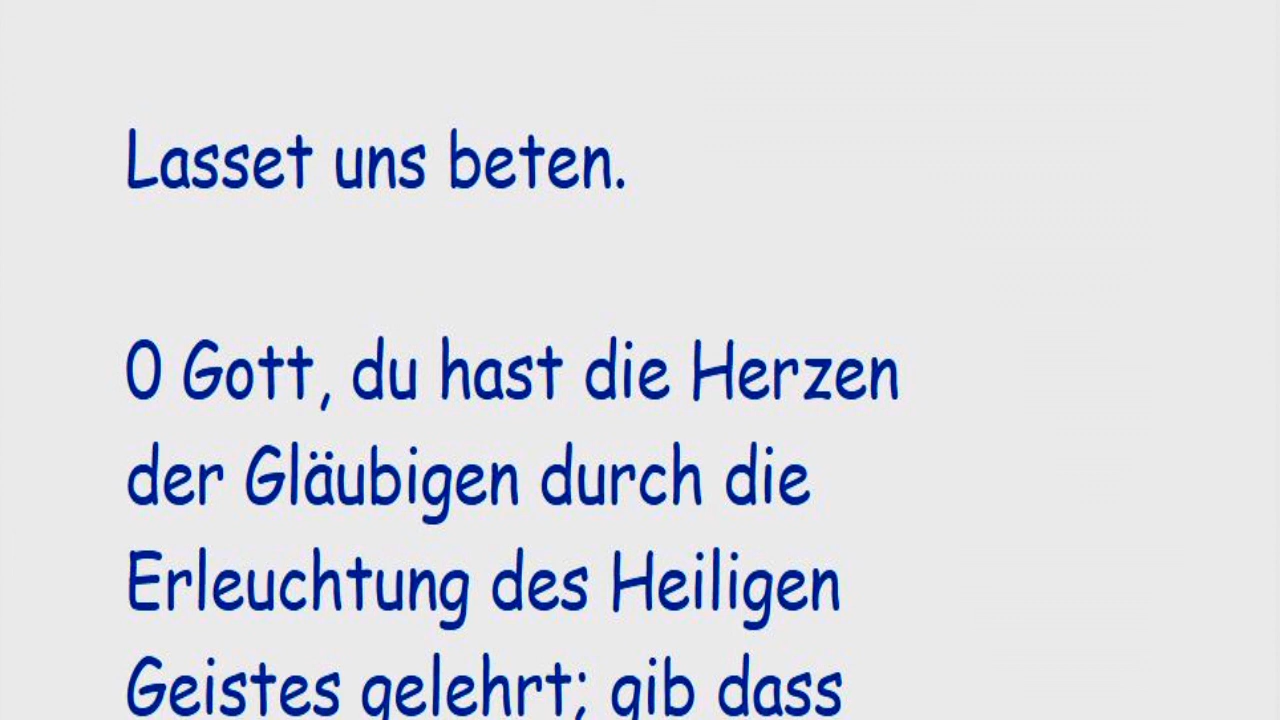 Lasset uns beten.
O Gott, du hast die Herzen
der Gläubigen durch die
Erleuchtung des Heiligen
Geistes gelehrt; gib dass